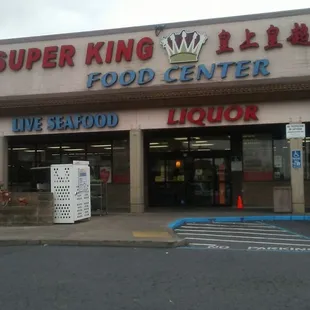 SUPER KING 皇上皇超
FOOD CENTER
LIVE SEAFOOD
LIQUOR